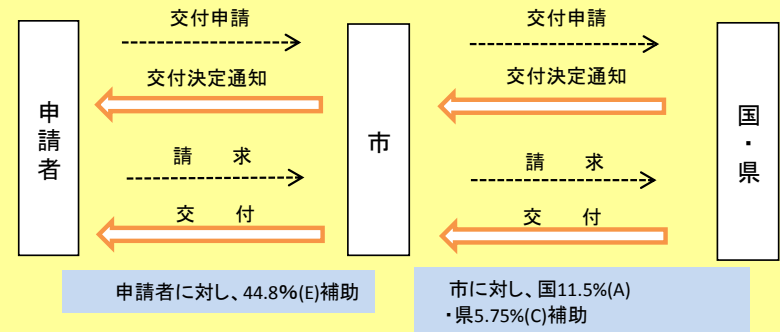 交付申請
交付申請
交付決定通知
交付決定通知
申請者
市
国・県
請　求
請　求
交　付
交　付
申請者に対し、44.8%(E)補助
市に対し、国11.5%(A)
・県5.75%(C)補助